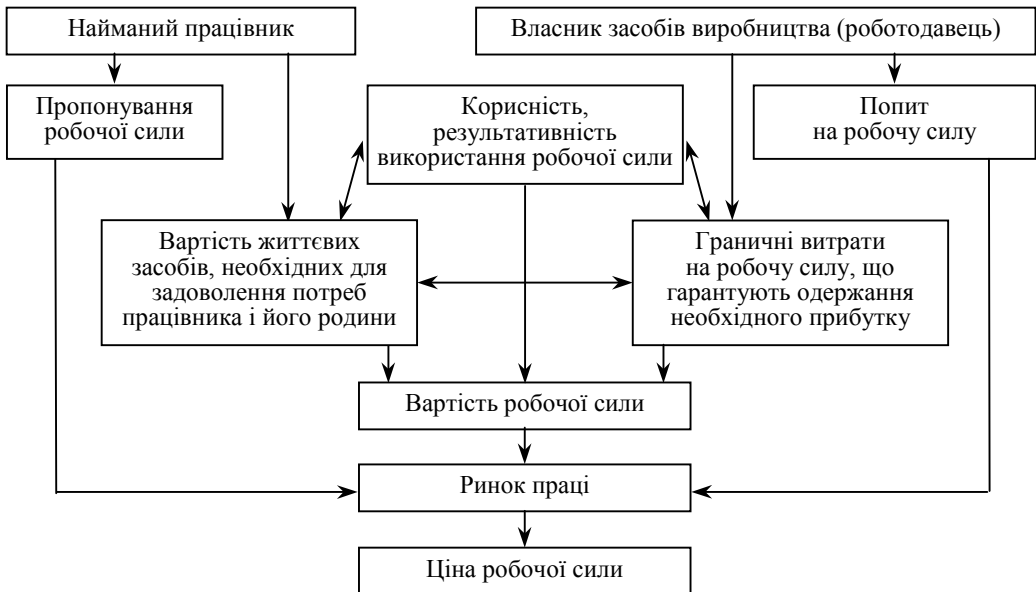 Найманий працівник
Власник засобів виробництва (роботодавець)
Пропонування
робочої сили
Корисність,
результативність
використання робочої сили
Попит
на робочу силу
Вартість життєвих
засобів, необхідних для
задоволення потреб
працівника і його родини
Граничні витрати
на робочу силу, що
гарантують одержання
необхідного прибутку
Вартість робочої сили
Ринок праці
Ціна робочої сили